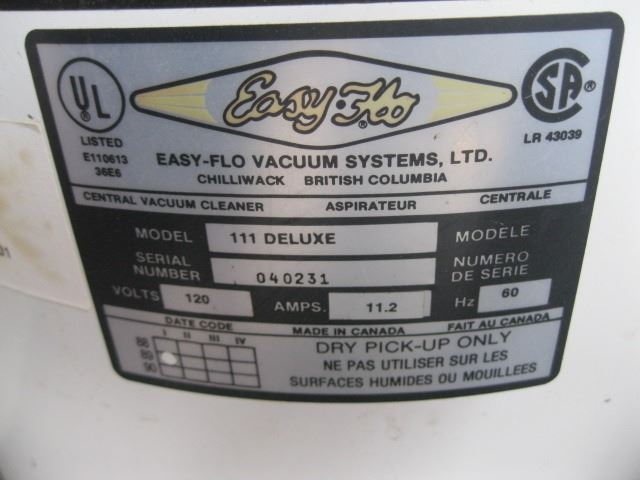 UL ®
LISTED
E110613
36E6
Easy-Flo
CSA ®
LR 43039
EASY-FLO VACUUM SYSTEMS, LTD.
CHILLIWACK BRITISH COLUMBIA
CENTRAL VACUUM CLEANER ASPIRATEUR CENTRALE
MODEL 111 DELUXE MODÈLE
SERIAL NUMBER 040231 NUMERO DE SERIE
VOLTS 120 AMPS. 11.2 Hz 60
DATE CODE MADE IN CANADA FAIT AU CANADA
I II III IV
88
89
90
DRY PICK-UP ONLY
NE PAS UTILISER SUR LES
SURFACES HUMIDES OU MOUILLEES